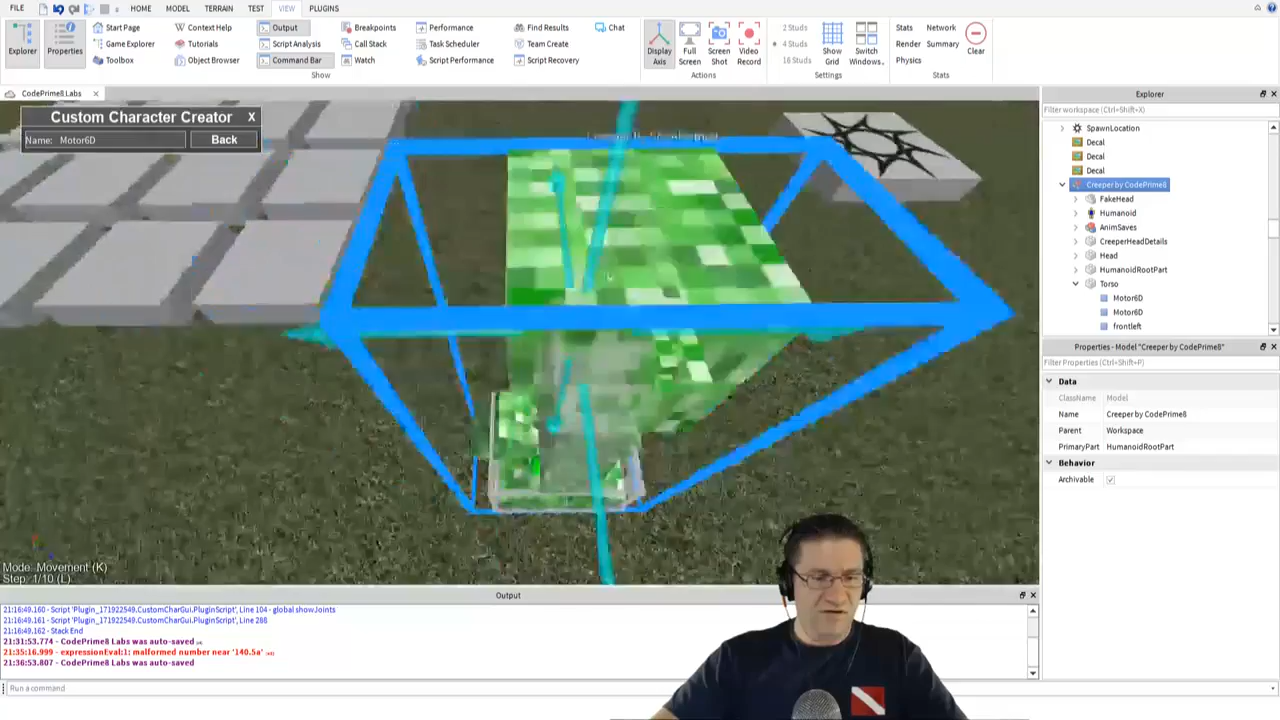 FILE HOME MODEL TERRAIN TEST VIEW PLUGINS
Explorer
Properties
Start Page
Game Explorer
Toolbox
Context Help
Tutorials
Object Browser
Output
Script Analysis
Command Bar
Breakpoints
Call Stack
Watch
Performance
Task Scheduler
Script Performance
Find Results
Team Create
Script Recovery
Chat
Show
Display Axis
Full Screen
Screen Shot
Video Record
Actions
2 Studs
4 Studs
16 Studs
Show Grid
Switch Windows
Settings
Stats Network
Render Summary
Physics
Clear
Stats
CodePrime8 Labs x
Custom Character Creator X
Name: Motor6D
Back
Mode: Movement (K)
Step: 1/10 (L)
Explorer
Filter workspace (Ctrl+Shift+X)
SpawnLocation
Decal
Decal
Decal
Creeper by CodePrime8
FakeHead
Humanoid
AnimSaves
CreeperHeadDetails
Head
HumanoidRootPart
Torso
Motor6D
Motor6D
frontleft
Properties - Model "Creeper by CodePrime8"
Filter Properties (Ctrl+Shift+P)
Data
ClassName Model
Name Creeper by CodePrime8
Parent Workspace
PrimaryPart HumanoidRootPart
Behavior
Archivable
Output
21:16:49.160 - Script 'Plugin_171922549.CustomCharGui.PluginScript', Line 104 - global showJoints
21:16:49.161 - Script 'Plugin_171922549.CustomCharGui.PluginScript', Line 288
21:16:49.162 - Stack End
21:31:53.774 - CodePrime8 Labs was auto-saved
21:35:16.999 - expressionEval:1: malformed number near '140.5a'
21:36:53.807 - CodePrime8 Labs was auto-saved
Run a command